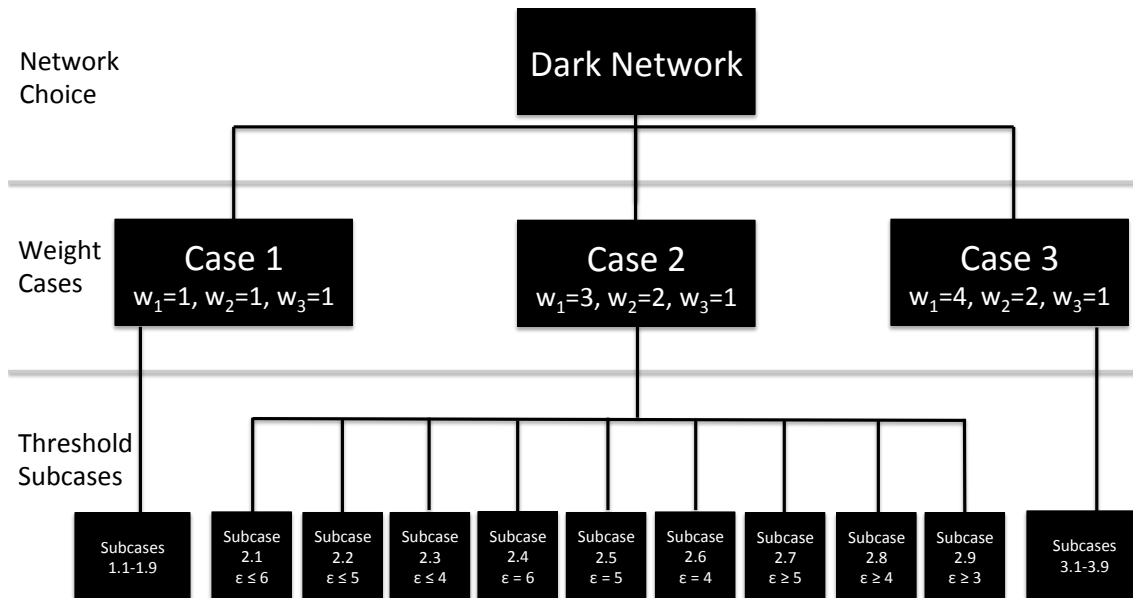 Network
Choice
Dark Network
Weight
Cases
Case 1
w₁=1, w₂=1, w₃=1
Case 2
w₁=3, w₂=2, w₃=1
Case 3
w₁=4, w₂=2, w₃=1
Threshold
Subcases
Subcases
1.1-1.9
Subcase
2.1
ε ≤ 6
Subcase
2.2
ε ≤ 5
Subcase
2.3
ε ≤ 4
Subcase
2.4
ε = 6
Subcase
2.5
ε = 5
Subcase
2.6
ε = 4
Subcase
2.7
ε ≥ 5
Subcase
2.8
ε ≥ 4
Subcase
2.9
ε ≥ 3
Subcases
3.1-3.9